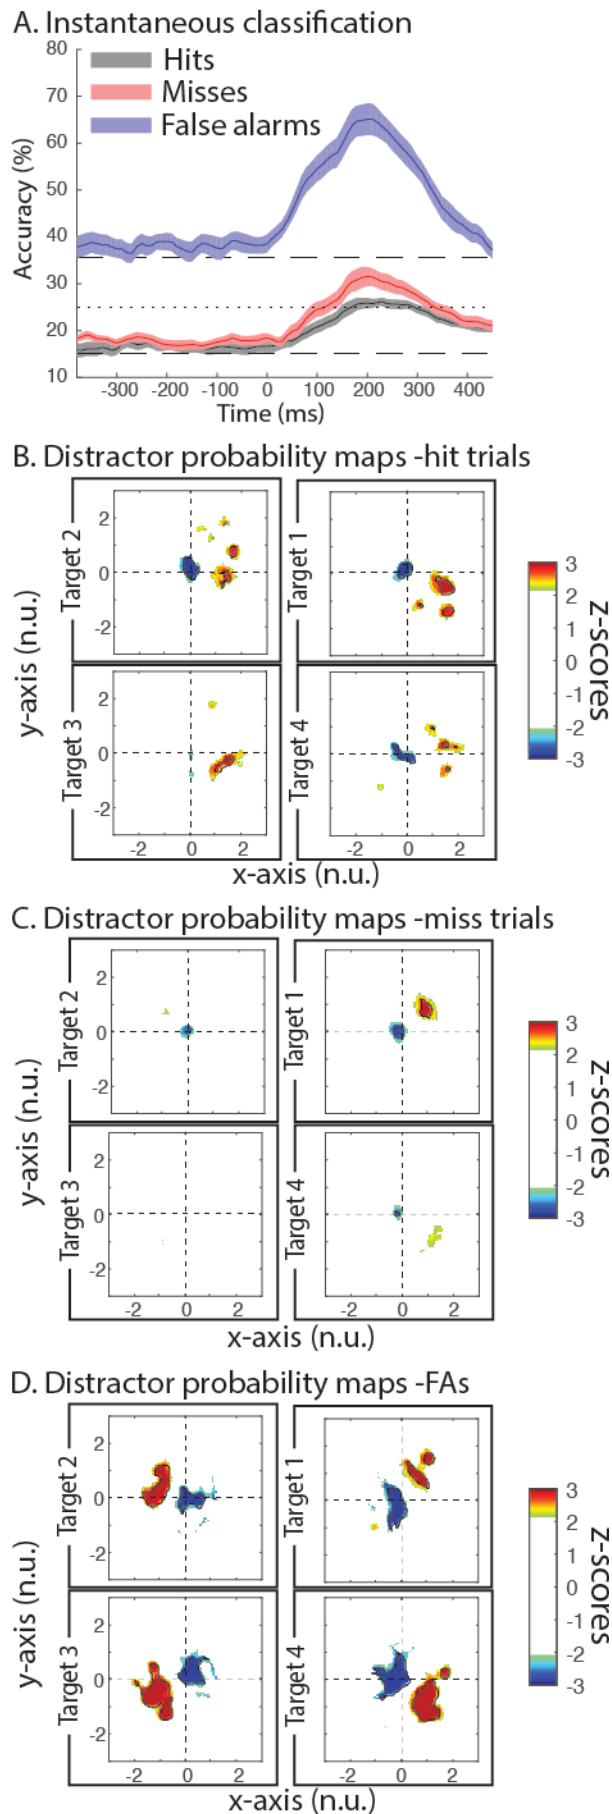 A. Instantaneous classification
80
70
60
50
40
30
20
10
Accuracy (%)
Hits
Misses
False alarms
-300 -200 -100 0 100 200 300 400
Time (ms)
B. Distractor probability maps -hit trials
Target 2
2
0
-2
Target 1
Target 3
2
0
-2
-2 0 2
Target 4
-2 0 2
y-axis (n.u.)
x-axis (n.u.)
3
2
1
0
-1
-2
-3
z-scores
C. Distractor probability maps -miss trials
Target 2
2
0
-2
Target 1
Target 3
2
0
-2
-2 0 2
Target 4
-2 0 2
y-axis (n.u.)
x-axis (n.u.)
3
2
1
0
-1
-2
-3
z-scores
D. Distractor probability maps -FAs
Target 2
2
0
-2
Target 1
Target 3
2
0
-2
-2 0 2
Target 4
-2 0 2
y-axis (n.u.)
x-axis (n.u.)
3
2
1
0
-1
-2
-3
z-scores